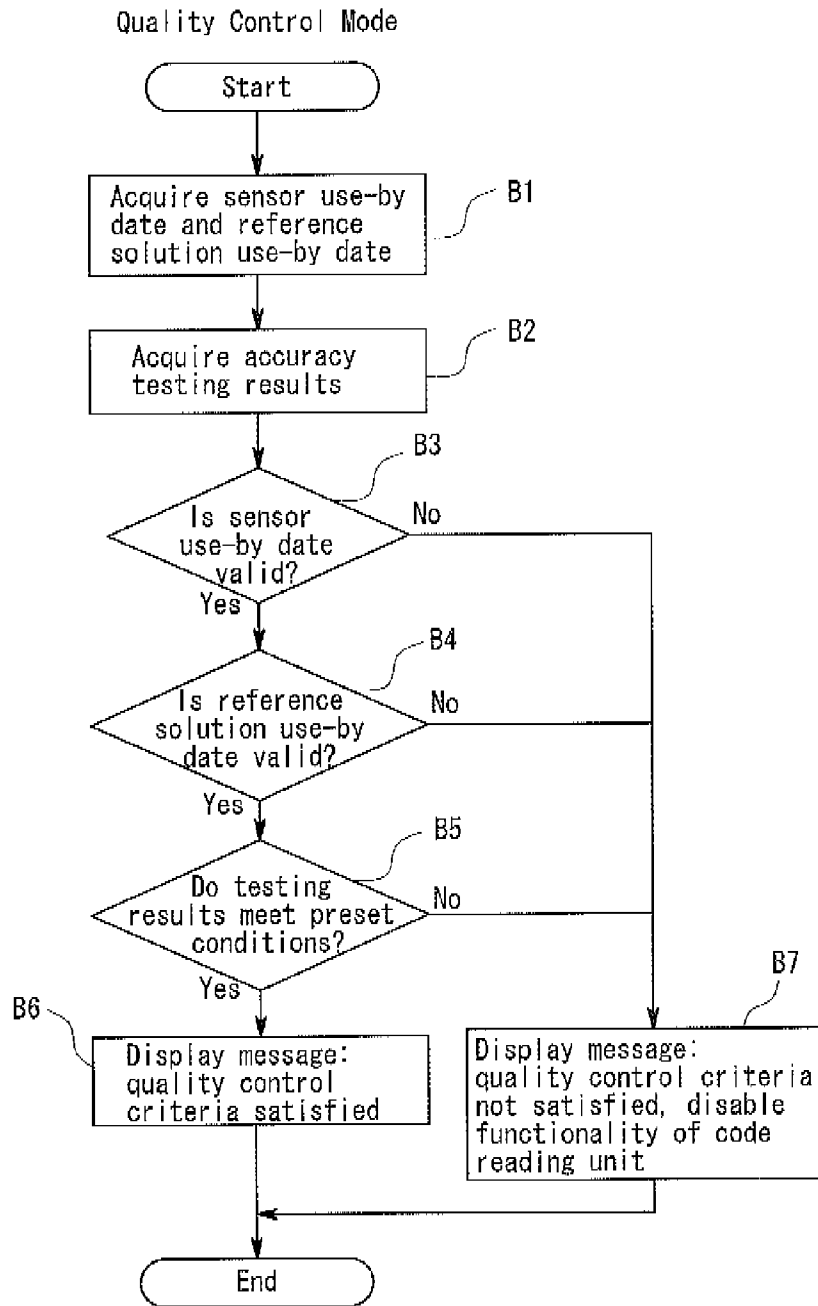 Quality Control Mode
Start
Acquire sensor use-by
date and reference
solution use-by date
B1
Acquire accuracy
testing results
B2
B3
Is sensor
use-by date
valid?
No
Yes
B4
Is reference
solution use-by
date valid?
No
Yes
B5
Do testing
results meet preset
conditions?
No
Yes
B6
Display message:
quality control
criteria satisfied
B7
Display message:
quality control criteria
not satisfied, disable
functionality of code
reading unit
End